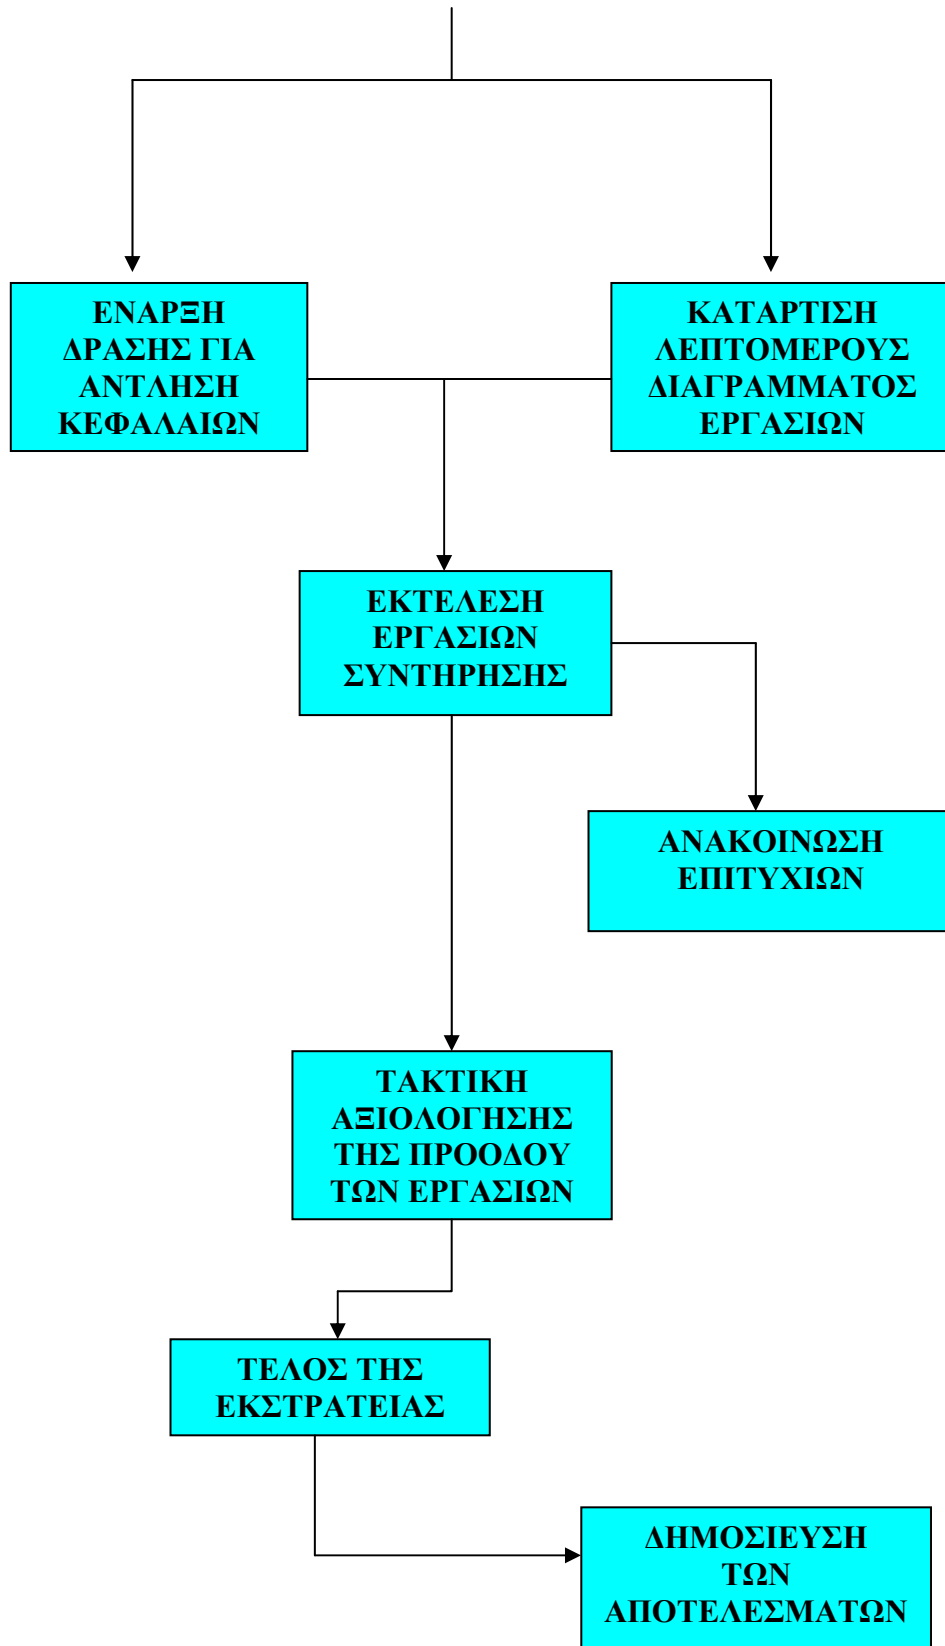 ΕΝΑΡΞΗ
ΔΡΑΣΗΣ ΓΙΑ
ΑΝΤΛΗΣΗ
ΚΕΦΑΛΑΙΩΝ
ΚΑΤΑΡΤΙΣΗ
ΛΕΠΤΟΜΕΡΟΥΣ
ΔΙΑΓΡΑΜΜΑΤΟΣ
ΕΡΓΑΣΙΩΝ
ΕΚΤΕΛΕΣΗ
ΕΡΓΑΣΙΩΝ
ΣΥΝΤΗΡΗΣΗΣ
ΑΝΑΚΟΙΝΩΣΗ
ΕΠΙΤΥΧΙΩΝ
ΤΑΚΤΙΚΗ
ΑΞΙΟΛΟΓΗΣΗΣ
ΤΗΣ ΠΡΟΟΔΟΥ
ΤΩΝ ΕΡΓΑΣΙΩΝ
ΤΕΛΟΣ ΤΗΣ
ΕΚΣΤΡΑΤΕΙΑΣ
ΔΗΜΟΣΙΕΥΣΗ
ΤΩΝ
ΑΠΟΤΕΛΕΣΜΑΤΩΝ